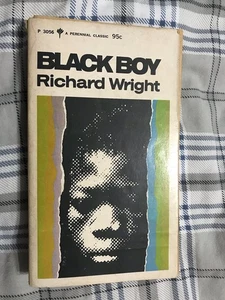 P 3056 A PERENNIAL CLASSIC 95c
BLACK BOY
Richard Wright